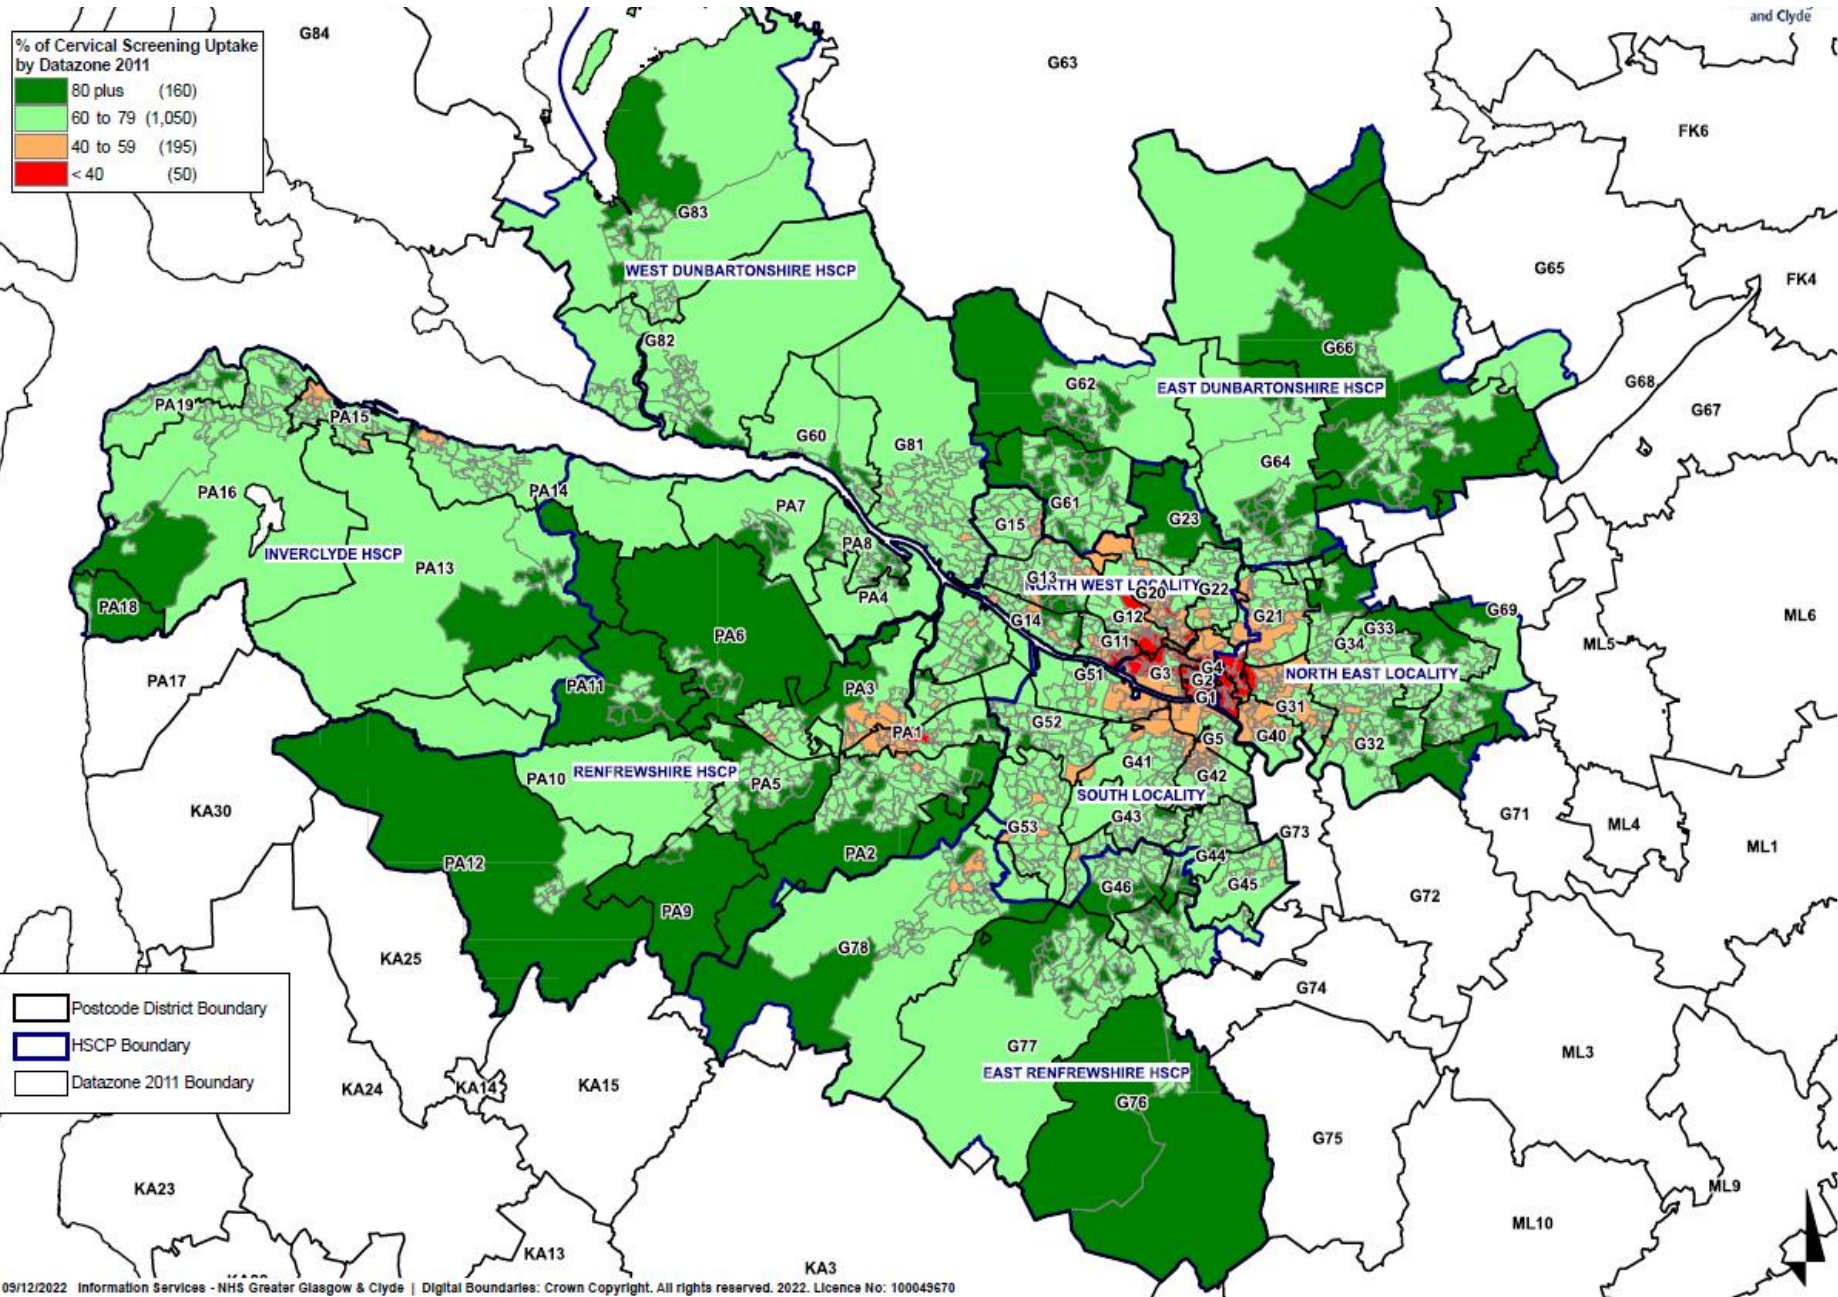 and Clyde
% of Cervical Screening Uptake
by Datazone 2011
80 plus (160)
60 to 79 (1,050)
40 to 59 (195)
< 40 (50)
G84
G63
FK6
G83
G65
WEST DUNBARTONSHIRE HSCP
FK4
G82
G66
G62
EAST DUNBARTONSHIRE HSCP
G68
G67
PA19
PA15
G60
G81
G64
PA16
PA14
PA7
G61
G15
G23
PA8
INVERCLYDE HSCP
PA13
G13
NORTH WEST LOCALITY
G20
G22
PA4
PA18
G12
G21
G69
G14
G33
ML6
PA6
G11
G34
ML5
G4
G3
G51
G2
NORTH EAST LOCALITY
PA17
PA11
PA3
G1
G31
G52
PA1
G5
G40
G32
G41
PA10
RENFREWSHIRE HSCP
G42
PA5
SOUTH LOCALITY
KA30
G43
G53
G73
G71
ML4
ML1
PA12
PA2
G44
G46
G45
G72
PA9
G78
KA25
G74
Postcode District Boundary
HSCP Boundary
Datazone 2011 Boundary
G77
ML3
EAST RENFREWSHIRE HSCP
KA24
KA14
KA15
G76
G75
KA23
ML9
ML10
KA13
KA3
09/12/2022 Information Services - NHS Greater Glasgow & Clyde | Digital Boundaries: Crown Copyright. All rights reserved. 2022. Licence No: 100049670